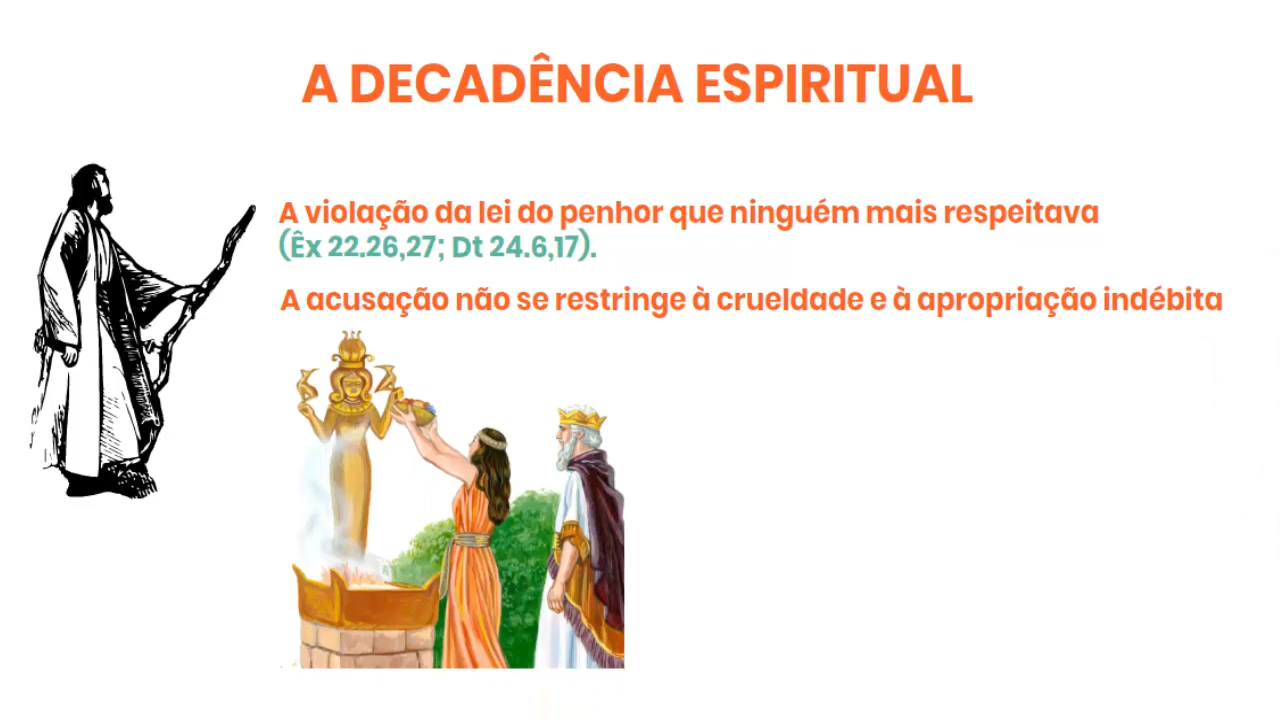 A DECADÊNCIA ESPIRITUAL
A violação da lei do penhor que ninguém mais respeitava
(Êx 22.26,27; Dt 24.6,17).
A acusação não se restringe à crueldade e à apropriação indébita